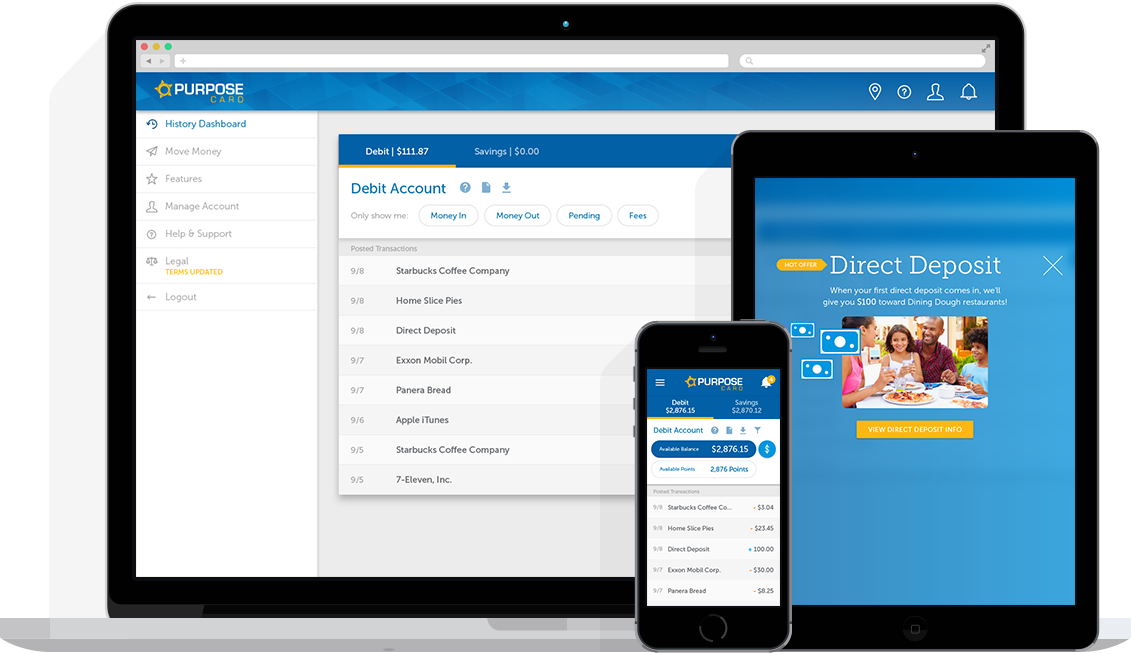 PURPOSE
CARD
History Dashboard
Move Money
Features
Manage Account
Help & Support
Legal
TERMS UPDATED
Logout
Debit | $111.87 Savings | $0.00
Debit Account
Only show me: Money In Money Out Pending Fees
Posted Transactions
9/8 Starbucks Coffee Company
9/8 Home Slice Pies
9/8 Direct Deposit
9/7 Exxon Mobil Corp.
9/7 Panera Bread
9/6 Apple iTunes
9/5 Starbucks Coffee Company
9/5 7-Eleven, Inc.
PURPOSE
CARD
Debit Savings
$2,876.15 $2,870.12
Debit Account
Available Balance $2,876.15 $
Available Points 2,876 Points
Posted Transactions
9/8 Starbucks Coffee Co... - $3.04
9/8 Home Slice Pies - $23.45
9/8 Direct Deposit + 100.00
9/7 Exxon Mobil Corp. - $30.00
9/7 Panera Bread - $8.25
HOT OFFER Direct Deposit
When your first direct deposit comes in, we'll
give you $100 toward Dining Dough restaurants!
VIEW DIRECT DEPOSIT INFO